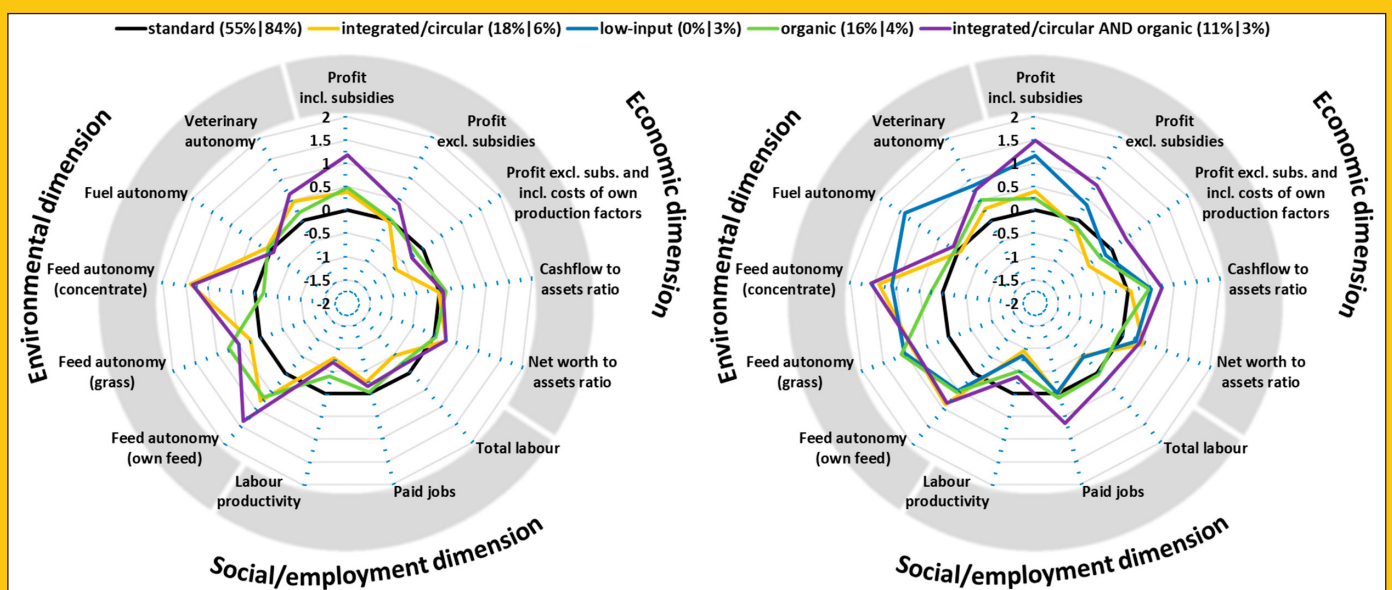 standard (55%|84%) integrated/circular (18%|6%) low-input (0%|3%) organic (16%|4%) integrated/circular AND organic (11%|3%)
Environmental dimension
Economic dimension
Social/employment dimension
Profit
incl. subsidies
Profit
excl. subsidies
Profit excl. subs. and
incl. costs of own
production factors
Cashflow to
assets ratio
Net worth to
assets ratio
Total labour
Paid jobs
Labour
productivity
Feed autonomy
(own feed)
Feed autonomy
(grass)
Feed autonomy
(concentrate)
Fuel autonomy
Veterinary
autonomy
2
1.5
1
0.5
0
-0.5
-1
-1.5
-2
Environmental dimension
Economic dimension
Social/employment dimension
Profit
incl. subsidies
Profit
excl. subsidies
Profit excl. subs. and
incl. costs of own
production factors
Cashflow to
assets ratio
Net worth to
assets ratio
Total labour
Paid jobs
Labour
productivity
Feed autonomy
(own feed)
Feed autonomy
(grass)
Feed autonomy
(concentrate)
Fuel autonomy
Veterinary
autonomy
2
1.5
1
0.5
0
-0.5
-1
-1.5
-2